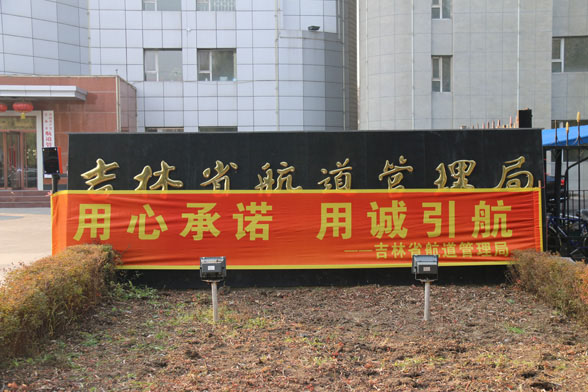 吉林省航道管理局
用心承诺 用诚引航
——吉林省航道管理局